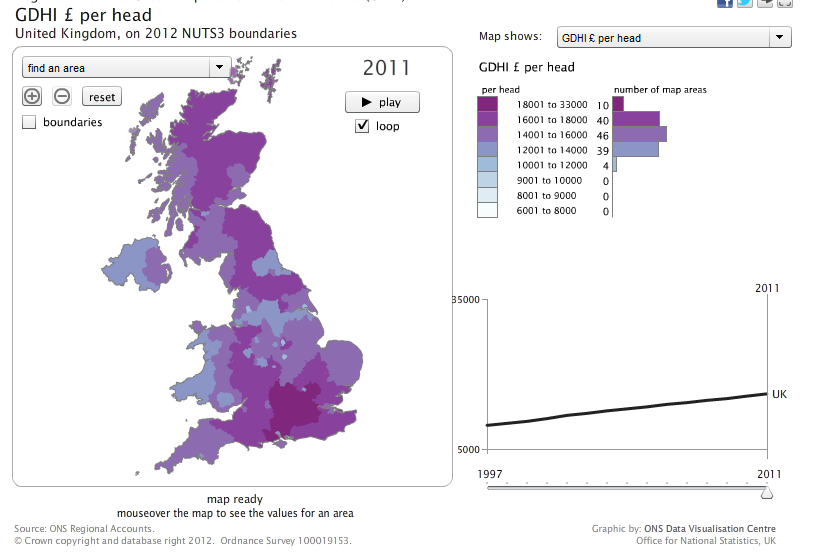 GDHI £ per head
United Kingdom, on 2012 NUTS3 boundaries
find an area
reset
boundaries
2011
play
loop
Map shows:
GDHI £ per head
GDHI £ per head
per head
number of map areas
18001 to 33000 10
16001 to 18000 40
14001 to 16000 46
12001 to 14000 39
10001 to 12000 4
9001 to 10000 0
8001 to 9000 0
6001 to 8000 0
2011
35000
UK
5000
1997
2011
map ready
mouseover the map to see the values for an area
Source: ONS Regional Accounts.
© Crown copyright and database right 2012. Ordnance Survey 100019153.
Graphic by: ONS Data Visualisation Centre
Office for National Statistics, UK